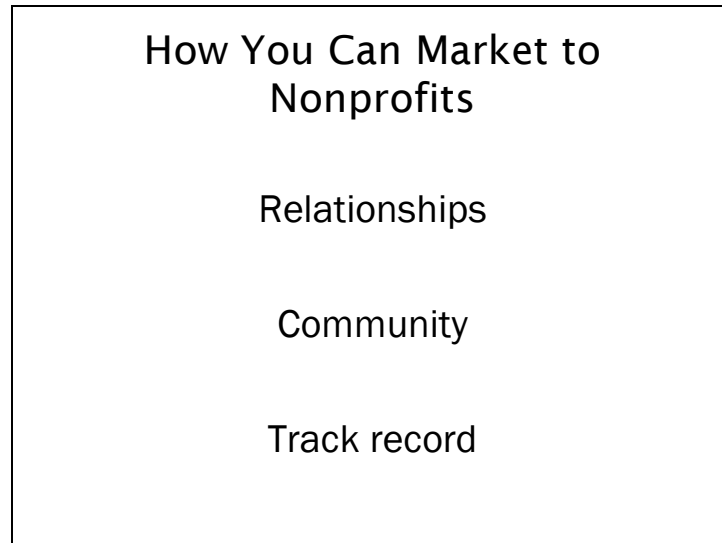 How You Can Market to
Nonprofits
Relationships
Community
Track record